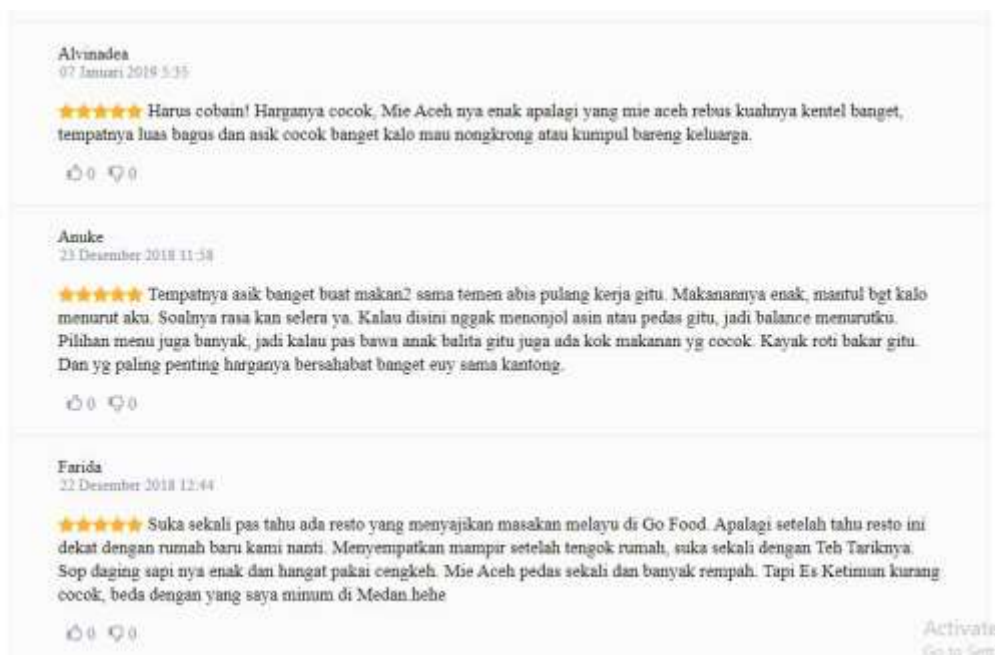 Alvinadea
07 Januari 2019 5:35
Harus cobain! Harganya cocok, Mie Aceh nya enak apalagi yang mie aceh rebus kuahnya kentel banget,
tempatnya luas bagus dan asik cocok banget kalo mau nongkrong atau kumpul bareng keluarga.
0 0
Anuke
23 Desember 2018 11:58
Tempatnya asik banget buat makan2 sama temen abis pulang kerja gitu. Makanannya enak, mantul bgt kalo
menurut aku. Soalnya rasa kan selera ya. Kalau disini nggak menonjol asin atau pedas gitu, jadi balance menurutku.
Pilihan menu juga banyak, jadi kalau pas bawa anak balita gitu juga ada kok makanan yg cocok. Kayak roti bakar gitu.
Dan yg paling penting harganya bersahabat banget euy sama kantong.
0 0
Farida
22 Desember 2018 12:44
Suka sekali pas tahu ada resto yang menyajikan masakan melayu di Go Food. Apalagi setelah tahu resto ini
dekat dengan rumah baru kami nanti. Menyempatkan mampir setelah tengok rumah, suka sekali dengan Teh Tariknya.
Sop daging sapi nya enak dan hangat pakai cengkeh. Mie Aceh pedas sekali dan banyak rempah. Tapi Es Ketimun kurang
cocok, beda dengan yang saya minum di Medan.hehe
0 0
Activate
Go to Sett